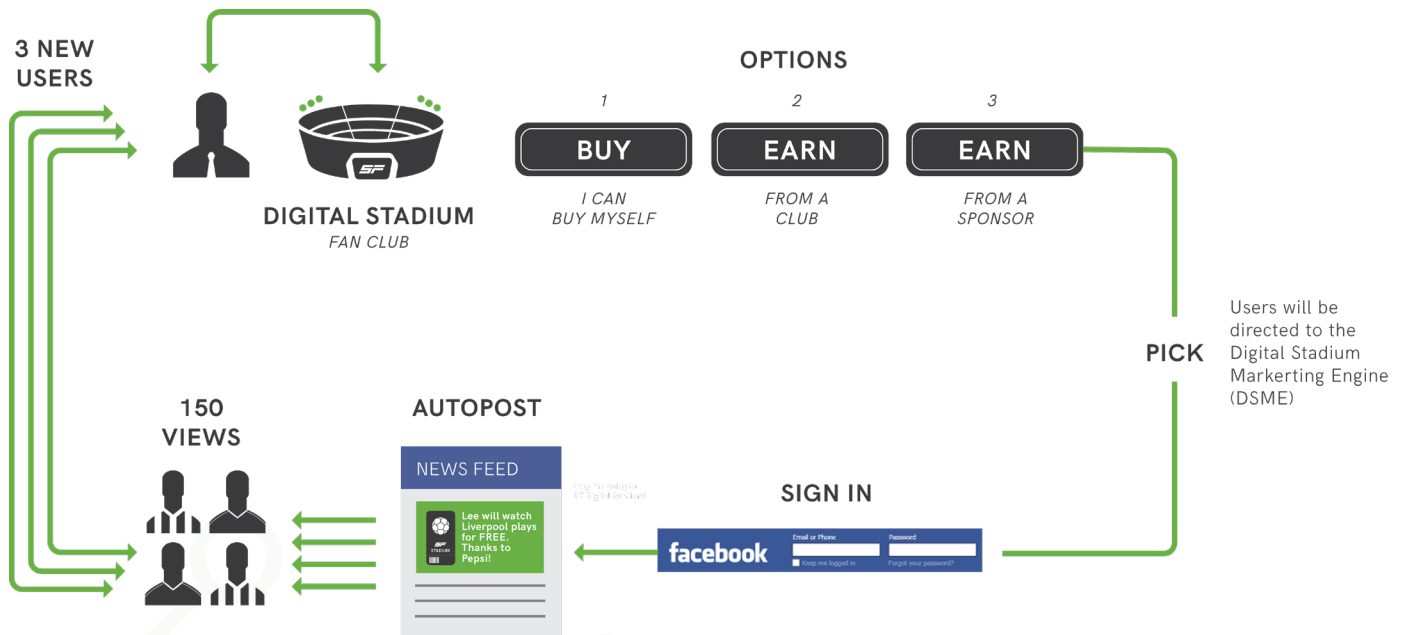 3 NEW
USERS
OPTIONS
1
2
3
BUY
EARN
EARN
I CAN
BUY MYSELF
FROM A
CLUB
FROM A
SPONSOR
SF
DIGITAL STADIUM
FAN CLUB
Users will be
directed to the
Digital Stadium
Markerting Engine
(DSME)
PICK
150
VIEWS
AUTOPOST
NEWS FEED
Lee will watch
Liverpool plays
for FREE.
Thanks to
Pepsi!
SF
STADIUM
SIGN IN
facebook
Email or Phone
Password
Keep me logged in
Forgot your password?